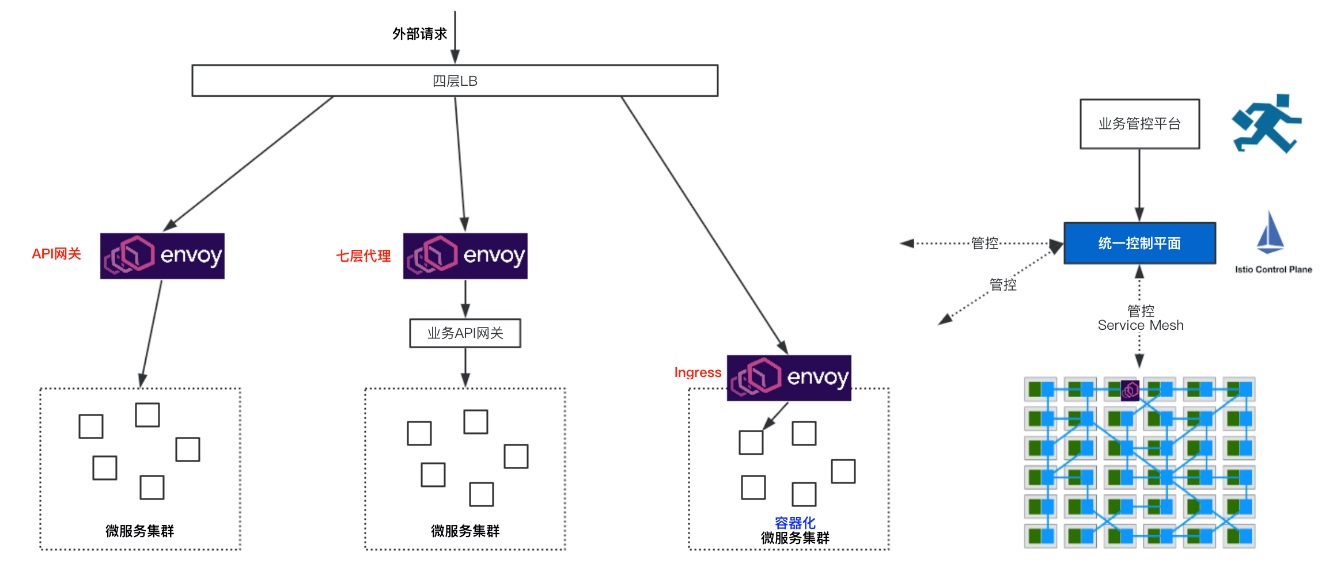 外部请求
四层LB
业务管控平台
API网关
envoy
七层代理
envoy
管控
统一控制平面
Istio Control Plane
管控
管控
Service Mesh
业务API网关
Ingress
envoy
微服务集群
微服务集群
容器化
微服务集群